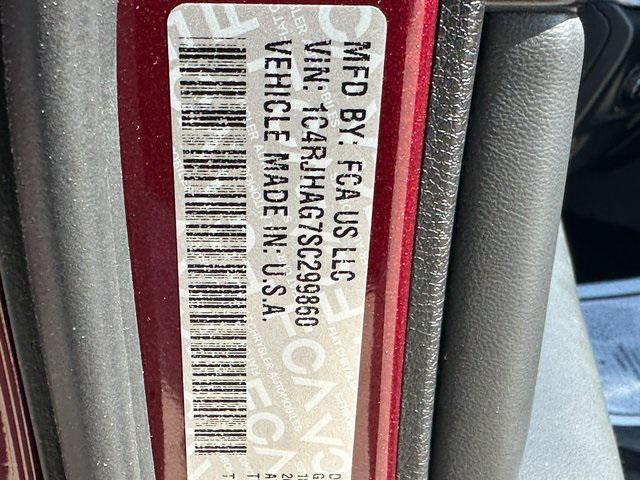 MFD BY: FCA US LLC
VIN: 1C4RJHAG7SC299860
VEHICLE MADE IN: U.S.A.